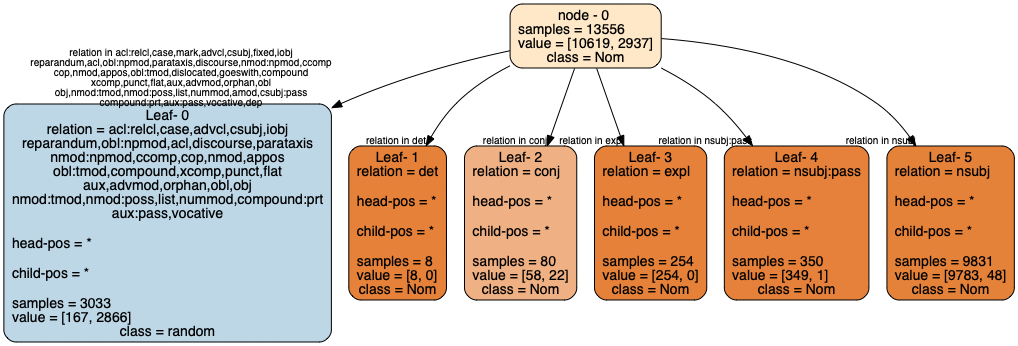 node - 0
samples = 13556
value = [10619, 2937]
class = Nom
relation in acl:relcl,case,mark,advcl,csubj,fixed,iobj
reparandum,acl,obl:npmod,parataxis,discourse,nmod:npmod,ccomp
cop,nmod,appos,obl:tmod,dislocated,goeswith,compound
xcomp,punct,flat,aux,advmod,orphan,obl
obj,nmod:tmod,nmod:poss,list,nummod,amod,csubj:pass
compound:prt,aux:pass,vocative,dep
Leaf- 0
relation = acl:relcl,case,advcl,csubj,iobj
reparandum,obl:npmod,acl,discourse,parataxis
nmod:npmod,ccomp,cop,nmod,appos
obl:tmod,compound,xcomp,punct,flat
aux,advmod,orphan,obl,obj
nmod:tmod,nmod:poss,list,nummod,compound:prt
aux:pass,vocative
head-pos = *
child-pos = *
samples = 3033
value = [167, 2866]
class = random
relation in det
Leaf- 1
relation = det
head-pos = *
child-pos = *
samples = 8
value = [8, 0]
class = Nom
relation in conj
Leaf- 2
relation = conj
head-pos = *
child-pos = *
samples = 80
value = [58, 22]
class = Nom
relation in expl
Leaf- 3
relation = expl
head-pos = *
child-pos = *
samples = 254
value = [254, 0]
class = Nom
relation in nsubj:pass
Leaf- 4
relation = nsubj:pass
head-pos = *
child-pos = *
samples = 350
value = [349, 1]
class = Nom
relation in nsubj
Leaf- 5
relation = nsubj
head-pos = *
child-pos = *
samples = 9831
value = [9783, 48]
class = Nom